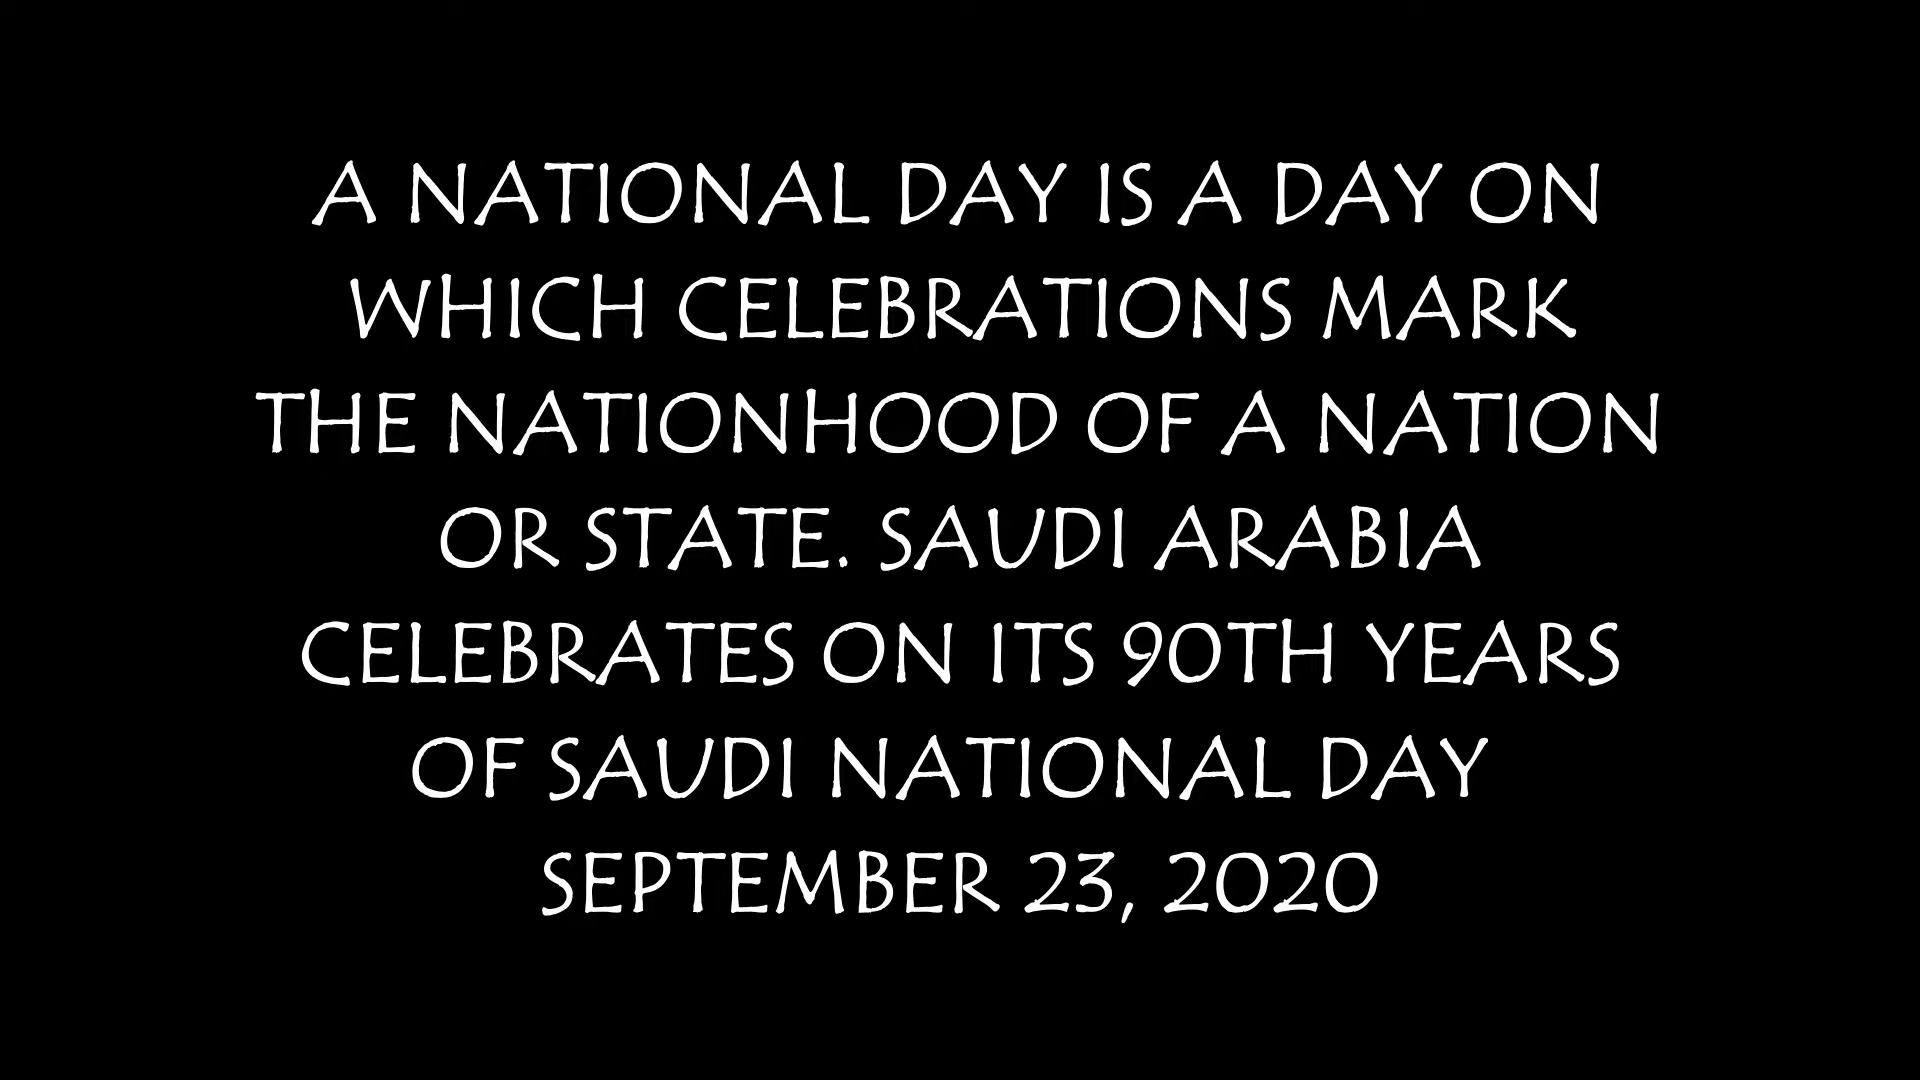 A NATIONAL DAY IS A DAY ON
WHICH CELEBRATIONS MARK
THE NATIONHOOD OF A NATION
OR STATE. SAUDI ARABIA
CELEBRATES ON ITS 90TH YEARS
OF SAUDI NATIONAL DAY
SEPTEMBER 23, 2020